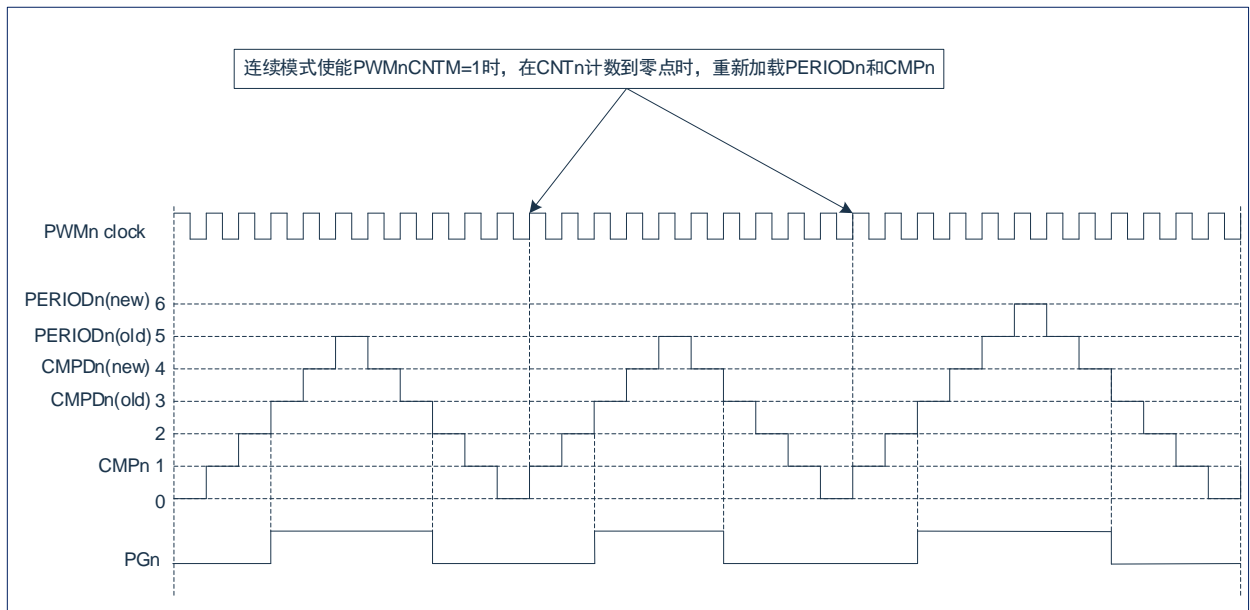 连续模式使能PWMnCNTM=1时，在CNTn计数到零点时，重新加载PERIODn和CMPn
PWMn clock
PERIODn(new) 6
PERIODn(old) 5
CMPDn(new) 4
CMPDn(old) 3
2
CMPn 1
0
PGn